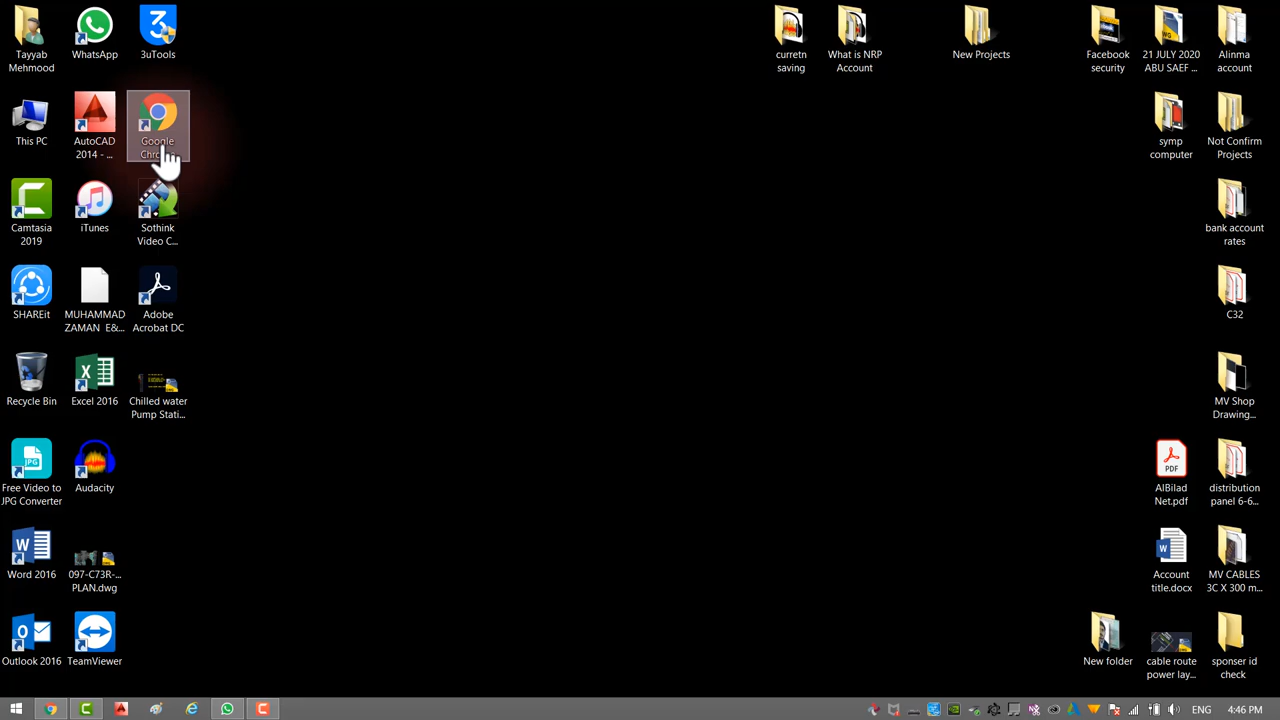 Tayyab
Mehmood
WhatsApp
3uTools
curretn
saving
What is NRP
Account
New Projects
Facebook
security
21 JULY 2020
ABU SAEF ...
Alinma
account
This PC
AutoCAD
2014 - ...
Google
symp
computer
Not Confirm
Projects
Camtasia
2019
iTunes
Sothink
Video C...
bank account
rates
SHAREit
MUHAMMAD
ZAMAN E&...
Adobe
Acrobat DC
C32
Recycle Bin
Excel 2016
Chilled water
Pump Stati...
MV Shop
Drawing...
JPG
Free Video to
JPG Converter
Audacity
PDF
AlBilad
Net.pdf
distribution
panel 6-6...
Word 2016
097-C73R-...
PLAN.dwg
Account
title.docx
MV CABLES
3C X 300 m...
Outlook 2016
TeamViewer
New folder
cable route
power lay...
sponser id
check
ENG
4:46 PM